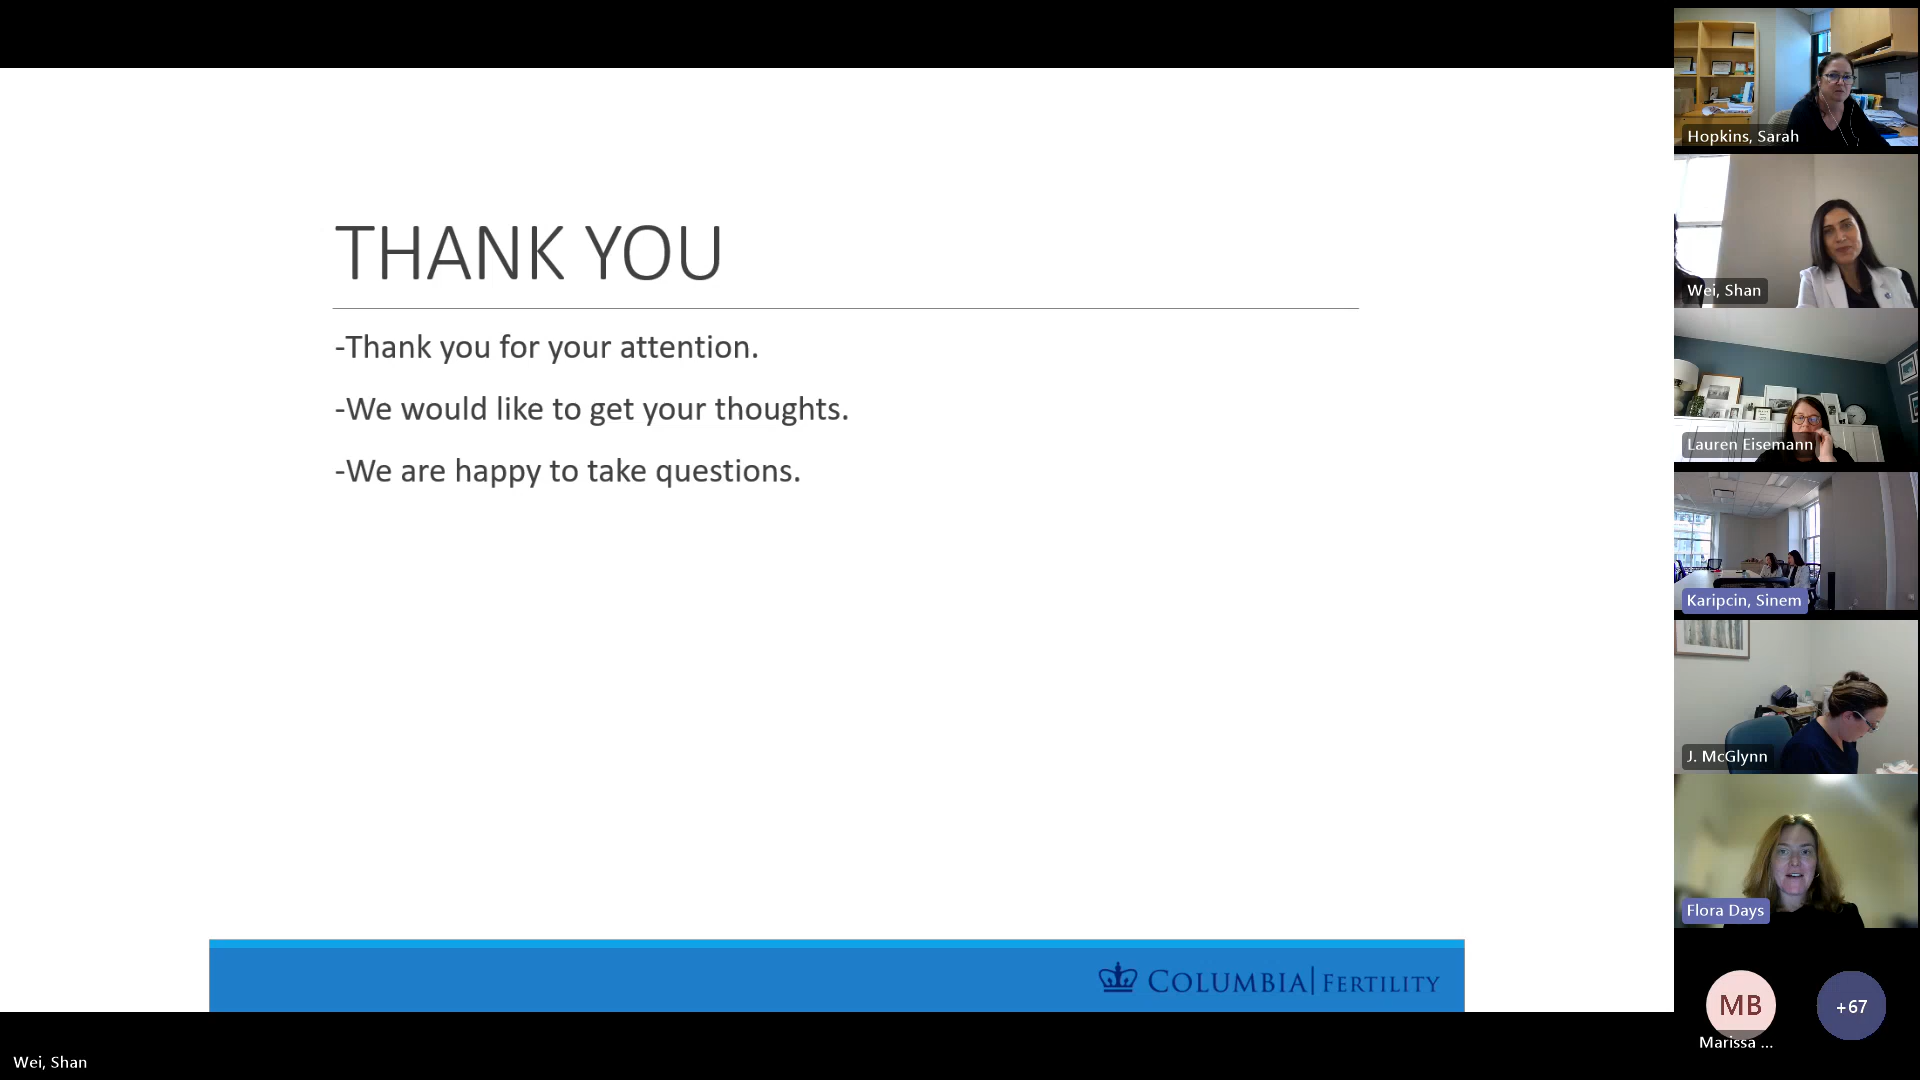 THANK YOU
-Thank you for your attention.
-We would like to get your thoughts.
-We are happy to take questions.
COLUMBIA | FERTILITY
Wei, Shan
Hopkins, Sarah
Wei, Shan
Lauren Eisemann
Karipcin, Sinem
J. McGlynn
Flora Days
MB
Marissa ...
+67